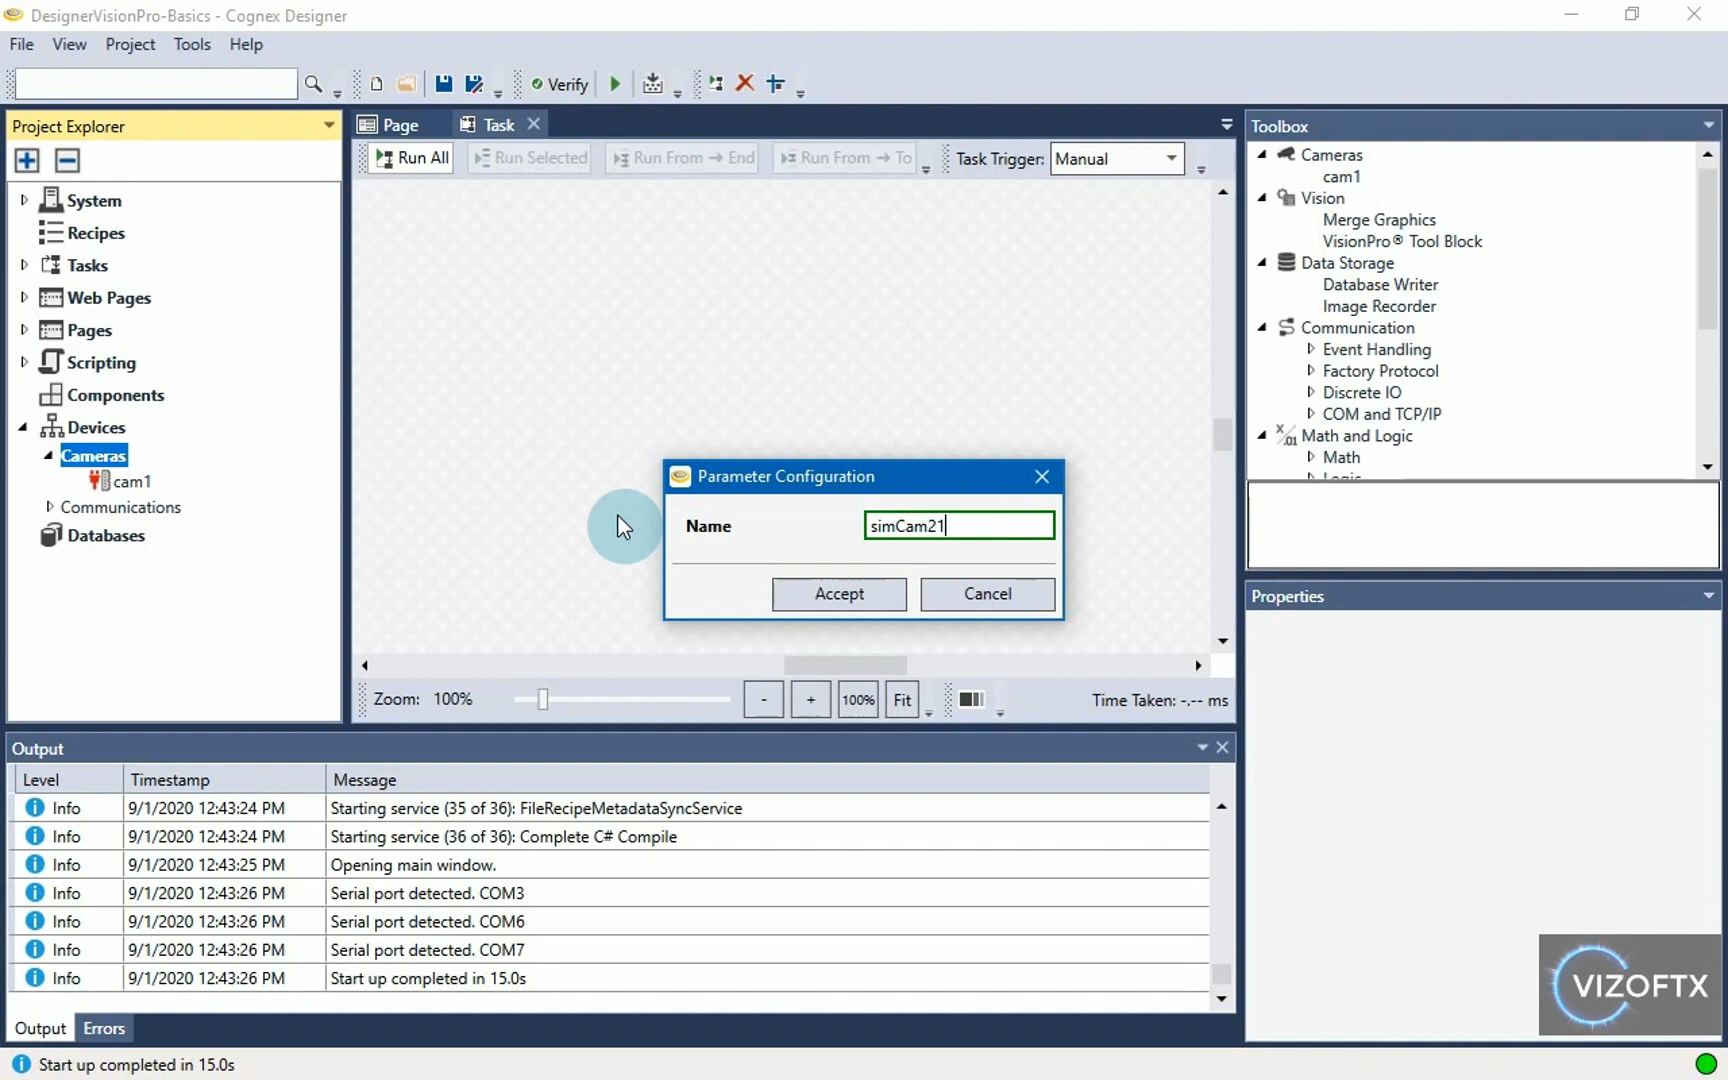 DesignerVisionPro-Basics - Cognex Designer
File View Project Tools Help
Verify
Project Explorer
System
Recipes
Tasks
Web Pages
Pages
Scripting
Components
Devices
Cameras
cam1
Communications
Databases
Page Task
Run All Run Selected Run From → End Run From → To Task Trigger: Manual
Parameter Configuration
Name simCam21
Accept Cancel
Zoom: 100% - + 100% Fit Time Taken: -.-- ms
Toolbox
Cameras
cam1
Vision
Merge Graphics
VisionPro® Tool Block
Data Storage
Database Writer
Image Recorder
Communication
Event Handling
Factory Protocol
Discrete IO
COM and TCP/IP
Math and Logic
Math
Logic
Properties
Output
Level Timestamp Message
Info 9/1/2020 12:43:24 PM Starting service (35 of 36): FileRecipeMetadataSyncService
Info 9/1/2020 12:43:24 PM Starting service (36 of 36): Complete C# Compile
Info 9/1/2020 12:43:25 PM Opening main window.
Info 9/1/2020 12:43:26 PM Serial port detected. COM3
Info 9/1/2020 12:43:26 PM Serial port detected. COM6
Info 9/1/2020 12:43:26 PM Serial port detected. COM7
Info 9/1/2020 12:43:26 PM Start up completed in 15.0s
Output Errors
Start up completed in 15.0s
VIZOFTX